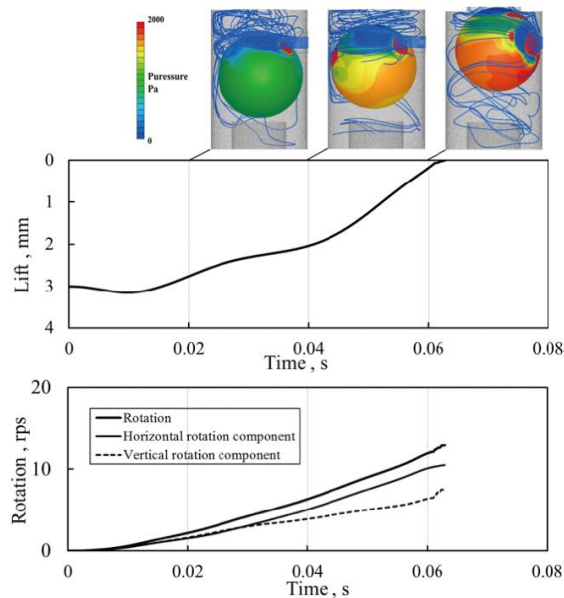 2000
Puressure
Pa
0
0
1
2
3
4
Lift , mm
0
0.02
0.04
0.06
0.08
Time , s
20
10
0
Rotation , rps
Rotation
Horizontal rotation component
Vertical rotation component
0
0.02
0.04
0.06
0.08
Time , s